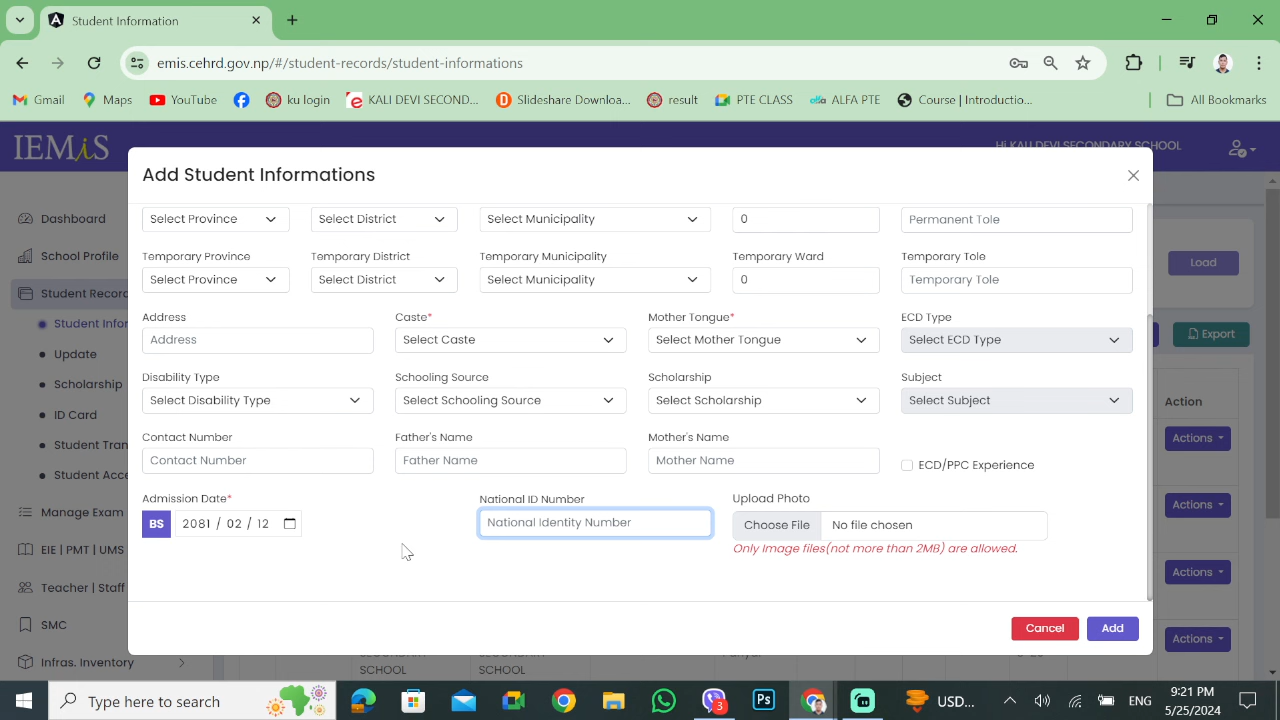 Student Information
emis.cehrd.gov.np/#/student-records/student-informations
Gmail Maps YouTube ku login KALI DEVI SECOND... Slideshare Downloa... result PTE CLASS ALFA PTE Course | Introductio... All Bookmarks
IEMiS
Hi KALI DEVI SECONDARY SCHOOL
Add Student Informations
Select Province Select District Select Municipality 0 Permanent Tole
Temporary Province Temporary District Temporary Municipality Temporary Ward Temporary Tole
Select Province Select District Select Municipality 0 Temporary Tole
Address Caste* Mother Tongue* ECD Type
Address Select Caste Select Mother Tongue Select ECD Type
Disability Type Schooling Source Scholarship Subject
Select Disability Type Select Schooling Source Select Scholarship Select Subject
Contact Number Father's Name Mother's Name
Contact Number Father Name Mother Name ECD/PPC Experience
Admission Date* National ID Number Upload Photo
BS 2081 / 02 / 12 National Identity Number Choose File No file chosen
Only Image files(not more than 2MB) are allowed.
Cancel Add
Dashboard
School Profile
Student Recor
Student Infor
Update
Scholarship
ID Card
Student Tran
Student Acce
Manage Exam
EIE | PMT | UMS
Teacher | Staff
SMC
Infras. Inventory
Load
Export
Action
Actions
Actions
Actions
Actions
SCHOOL SCHOOL
Type here to search
3
USD...
ENG
9:21 PM
5/25/2024